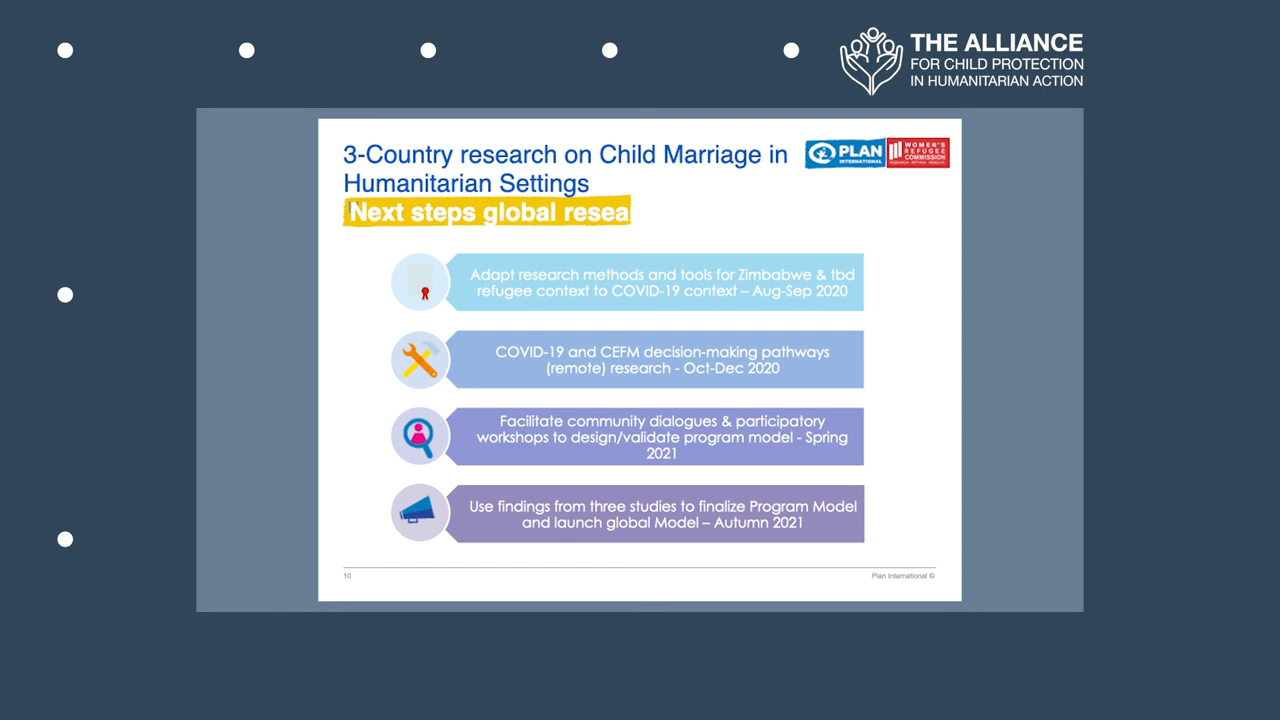 THE ALLIANCE
FOR CHILD PROTECTION
IN HUMANITARIAN ACTION
3-Country research on Child Marriage in
Humanitarian Settings
Next steps global resea
PLAN
INTERNATIONAL
WOMEN'S
REFUGEE
COMMISSION
RESEARCH. RETHINK. RESOLVE.
Adapt research methods and tools for Zimbabwe & tbd
refugee context to COVID-19 context – Aug-Sep 2020
COVID-19 and CEFM decision-making pathways
(remote) research - Oct-Dec 2020
Facilitate community dialogues & participatory
workshops to design/validate program model - Spring
2021
Use findings from three studies to finalize Program Model
and launch global Model – Autumn 2021
10
Plan International ©